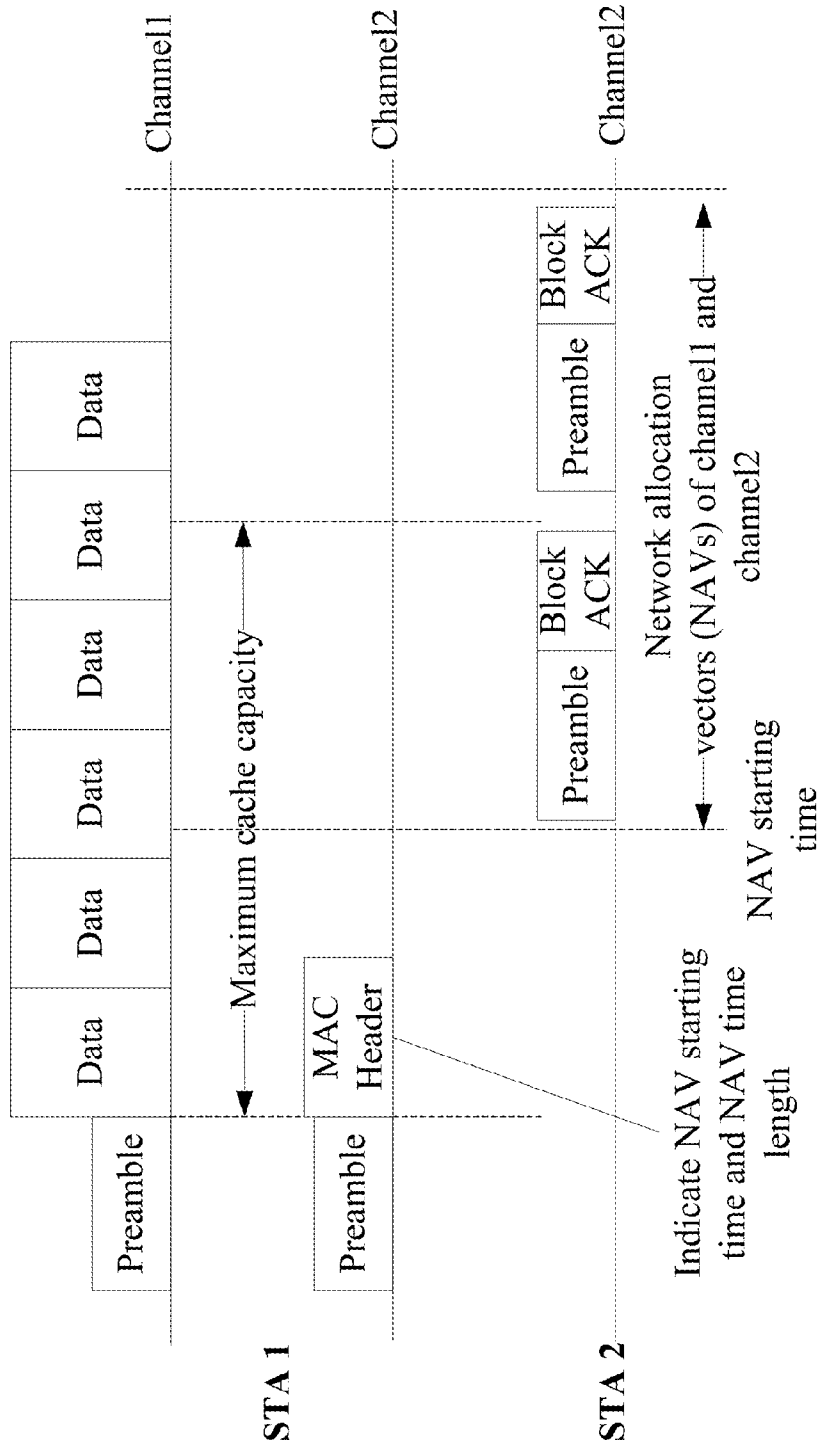 Preamble
Data
Data
Data
Data
Data
Data
Channel1
STA 1
Maximum cache capacity
Preamble
MAC
Header
Channel2
STA 2
Preamble
Block
ACK
Preamble
Block
ACK
Channel2
Indicate NAV starting
time and NAV time
length
NAV starting
time
Network allocation
vectors (NAVs) of channel1 and
channel2